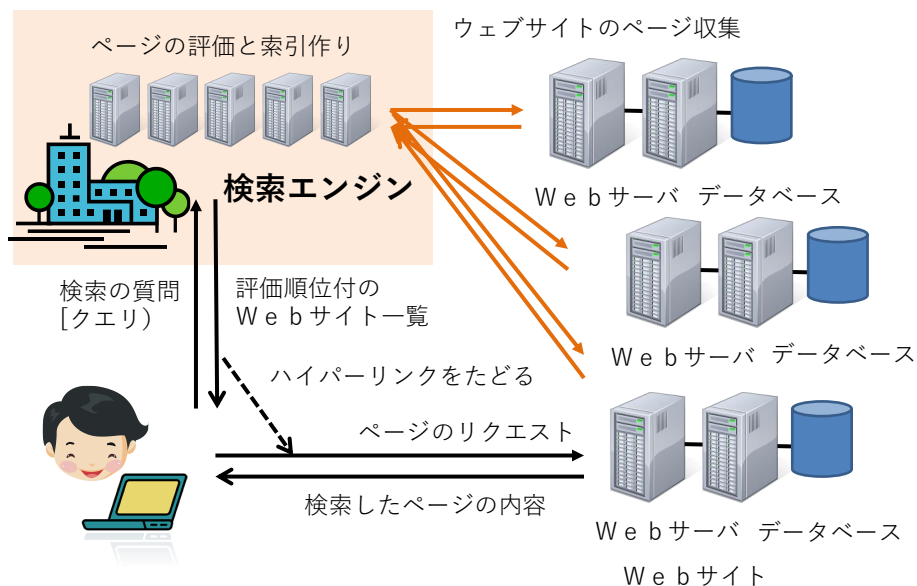 ページの評価と索引作り
ウェブサイトのページ収集
検索エンジン
Ｗｅｂサーバ データベース
検索の質問
[クエリ）
評価順位付の
Ｗｅｂサイト一覧
Ｗｅｂサーバ データベース
ハイパーリンクをたどる
ページのリクエスト
検索したページの内容
Ｗｅｂサーバ データベース
Ｗｅｂサイト